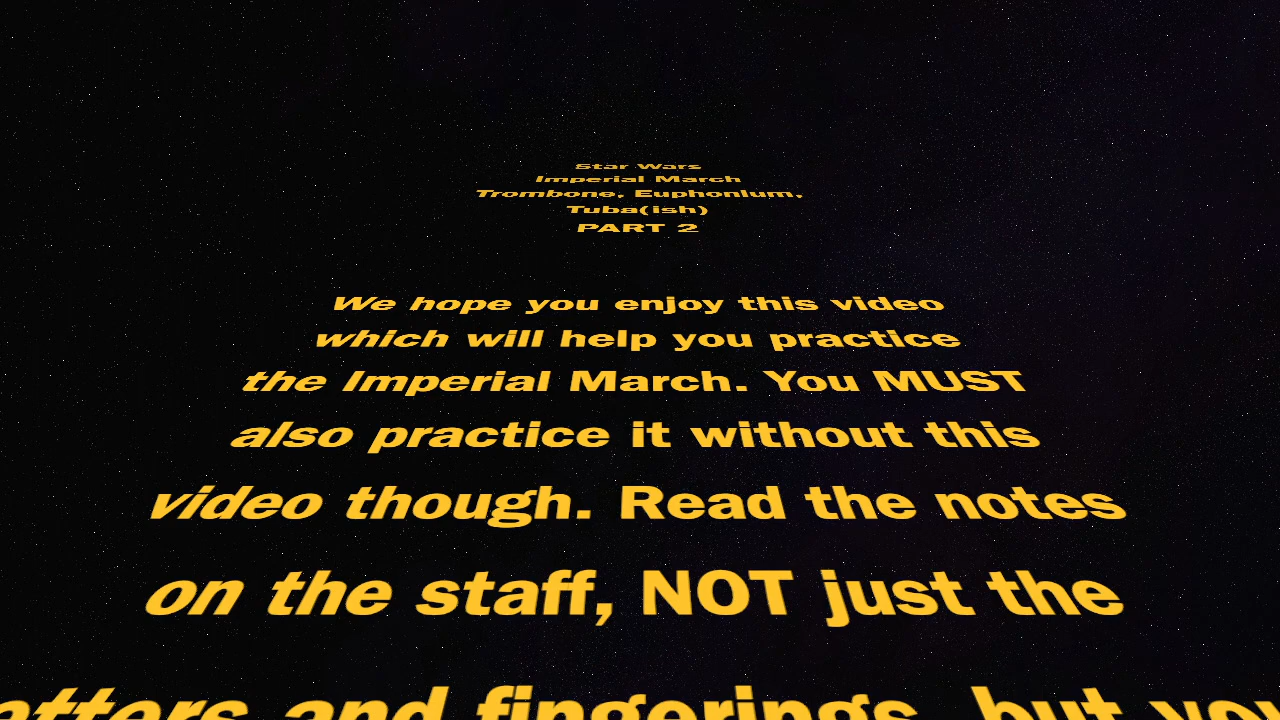 Star Wars
Imperial March
Trombone, Euphonium,
Tuba(ish)
PART 2
We hope you enjoy this video
which will help you practice
the Imperial March. You MUST
also practice it without this
video though. Read the notes
on the staff, NOT just the
and fingerings, but you